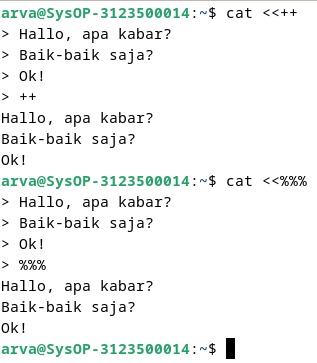 arva@SysOP-3123500014:~$ cat <<++
> Hallo, apa kabar?
> Baik-baik saja?
> Ok!
> ++
Hallo, apa kabar?
Baik-baik saja?
Ok!
arva@SysOP-3123500014:~$ cat <<%%%
> Hallo, apa kabar?
> Baik-baik saja?
> Ok!
> %%%
Hallo, apa kabar?
Baik-baik saja?
Ok!
arva@SysOP-3123500014:~$